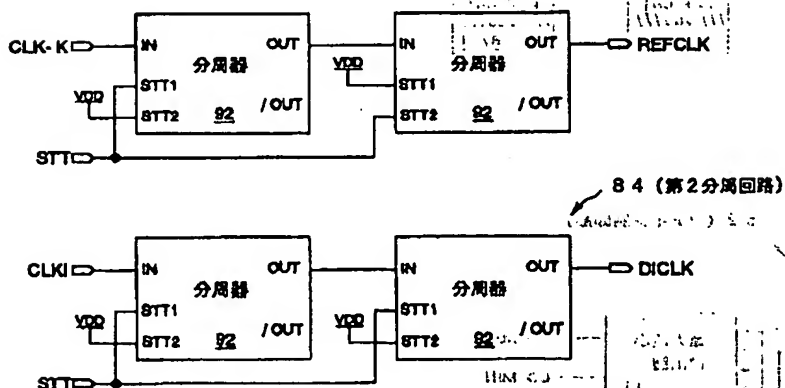 CLK-K
IN
OUT
分周器
STT1
VDD
STT2
92
/OUT
STT
IN
OUT
分周器
VDD
STT1
STT2
92
/OUT
REFCLK
84 (第2分周回路)
CLKI
IN
OUT
分周器
STT1
VDD
STT2
92
/OUT
STT
IN
OUT
分周器
STT1
VDD
STT2
92
/OUT
DICLK